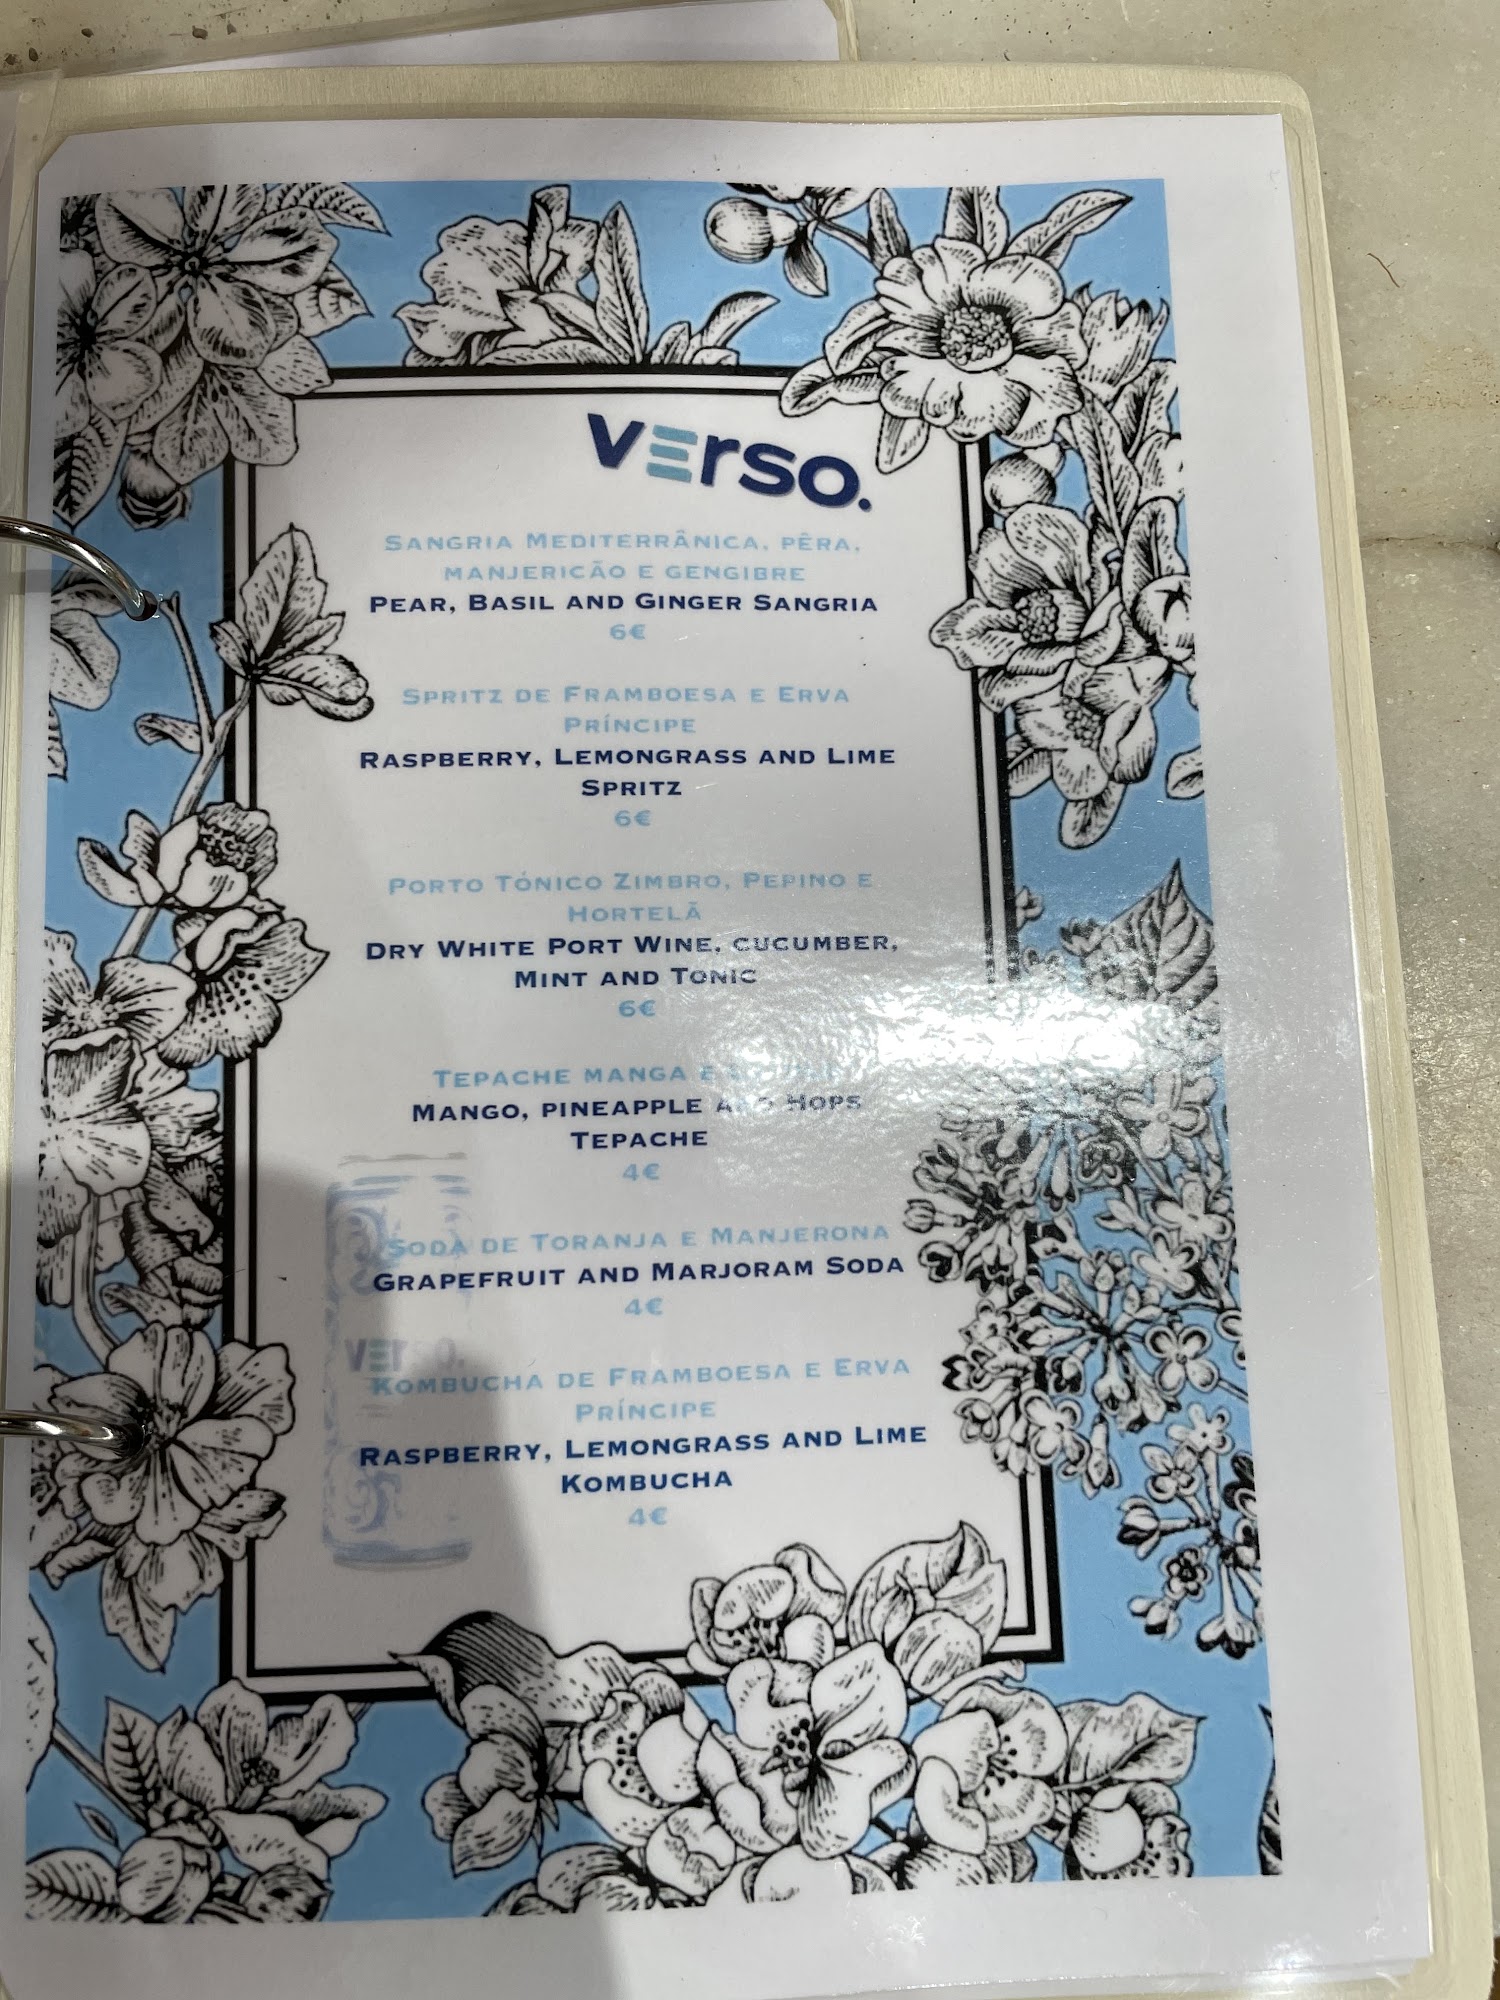 verso.
Sangria Mediterrânica, pêra,
manjericão e gengibre
Pear, Basil and Ginger Sangria
6€
Spritz de Framboesa e Erva
Príncipe
Raspberry, Lemongrass and Lime
Spritz
6€
Porto Tónico Zimbro, Pepino e
Hortelã
Dry White Port Wine, cucumber,
Mint and Tonic
6€
Tepache manga e
Mango, pineapple and Hops
Tepache
4€
Soda de Toranja e Manjerona
Grapefruit and Marjoram Soda
4€
verso.
Kombucha de Framboesa e Erva
Príncipe
Raspberry, Lemongrass and Lime
Kombucha
4€